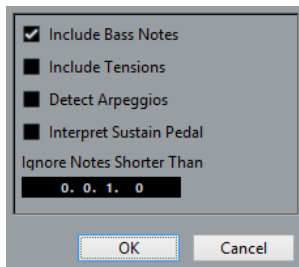 Include Bass Notes
Include Tensions
Detect Arpeggios
Interpret Sustain Pedal
Ignore Notes Shorter Than
0. 0. 1. 0
OK Cancel